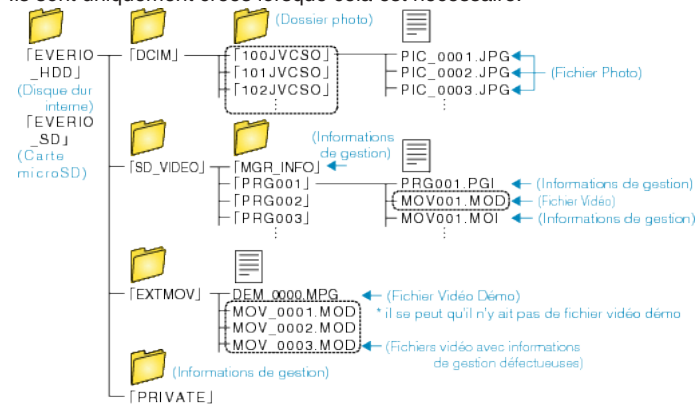 Ils sont uniquement créés lorsque cela est nécessaire.
(Dossier photo)
「EVERIO_HDD」
(Disque dur interne)
「EVERIO_SD」
(Carte microSD)
「DCIM」
「100JVCSO」
「101JVCSO」
「102JVCSO」
PIC_0001.JPG
PIC_0002.JPG
PIC_0003.JPG
(Fichier Photo)
「SD_VIDEO」
「MGR_INFO」
(Informations de gestion)
「PRG001」
「PRG002」
「PRG003」
PRG001.PGI
(Informations de gestion)
MOV001.MOD
(Fichier Vidéo)
MOV001.MOI
(Informations de gestion)
「EXTMOV」
DEM_0000.MPG
(Fichier Vidéo Démo)
* il se peut qu'il n'y ait pas de fichier vidéo démo
MOV_0001.MOD
MOV_0002.MOD
MOV_0003.MOD
(Fichiers vidéo avec informations
de gestion défectueuses)
(Informations de gestion)
「PRIVATE」